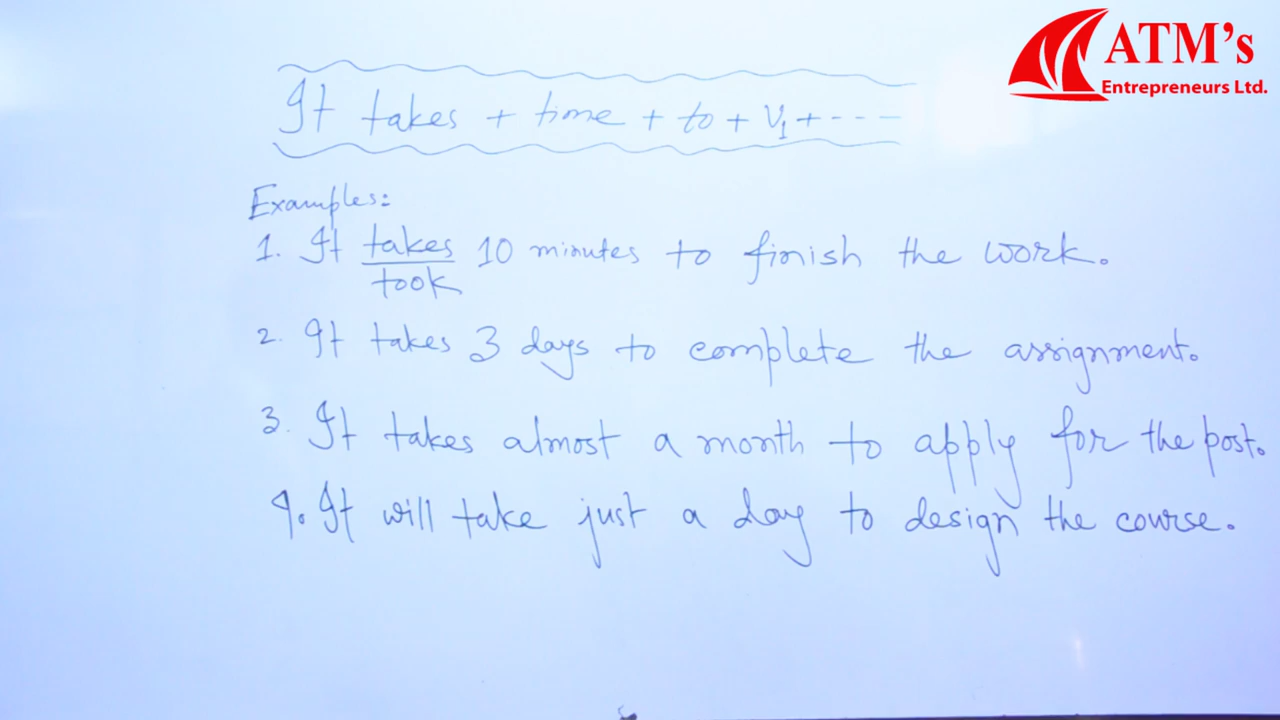 ATM's
Entrepreneurs Ltd.
It takes + time + to + V₁ + ----
Examples:
1. It takes 10 minutes to finish the work.
took
2. It takes 3 days to complete the assignment.
3. It takes almost a month to apply for the post.
4. It will take just a day to design the course.